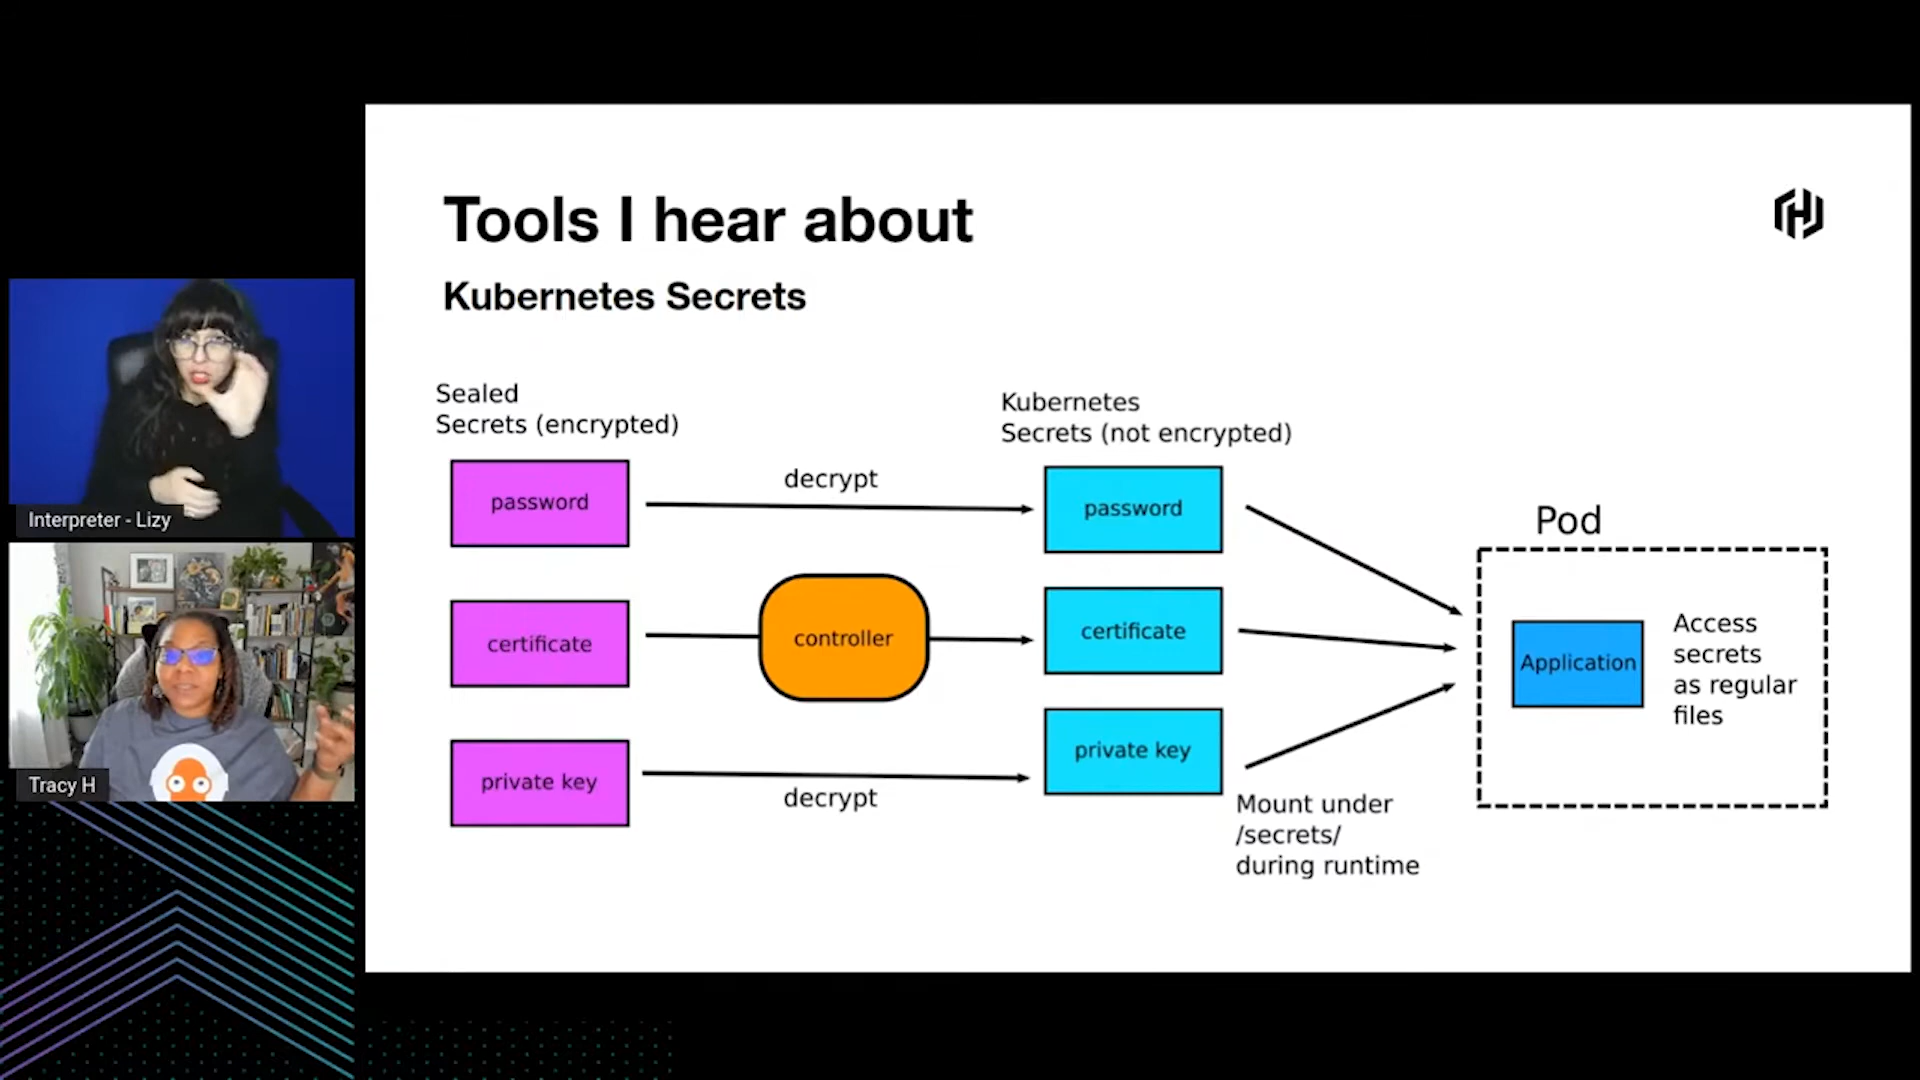 Tools I hear about
Kubernetes Secrets
Sealed
Secrets (encrypted)
Kubernetes
Secrets (not encrypted)
password
decrypt
password
certificate
controller
certificate
private key
decrypt
private key
Mount under
/secrets/
during runtime
Pod
Application
Access
secrets
as regular
files
Interpreter - Lizy
Tracy H